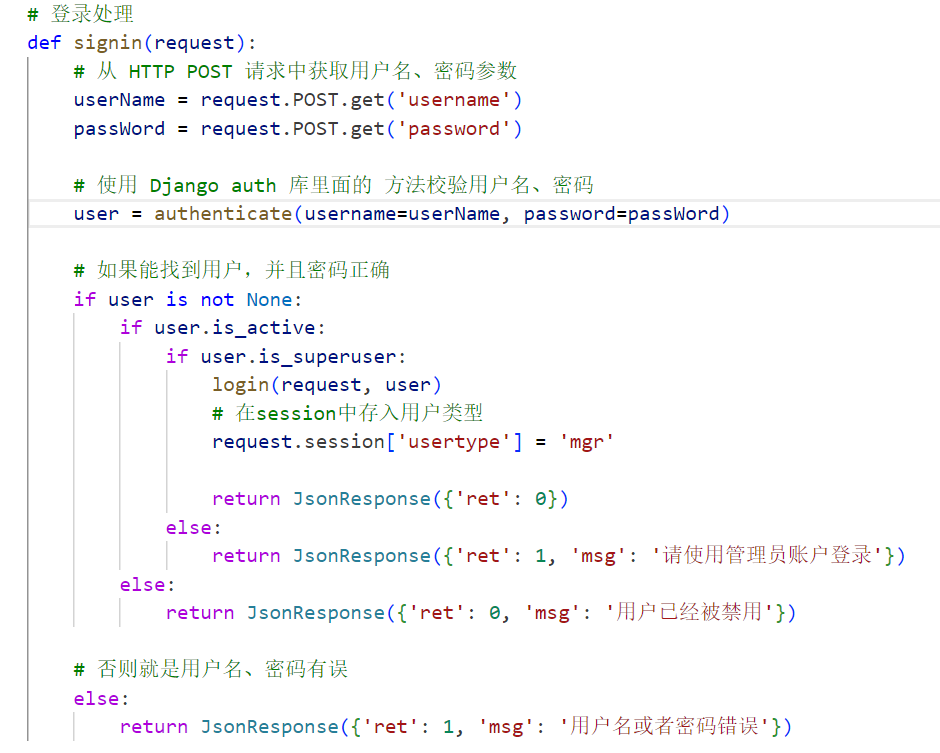 # 登录处理
def signin(request):
# 从 HTTP POST 请求中获取用户名、密码参数
userName = request.POST.get('username')
passWord = request.POST.get('password')
# 使用 Django auth 库里面的 方法校验用户名、密码
user = authenticate(username=userName, password=passWord)
# 如果能找到用户，并且密码正确
if user is not None:
if user.is_active:
if user.is_superuser:
login(request, user)
# 在session中存入用户类型
request.session['usertype'] = 'mgr'
return JsonResponse({'ret': 0})
else:
return JsonResponse({'ret': 1, 'msg': '请使用管理员账户登录'})
else:
return JsonResponse({'ret': 0, 'msg': '用户已经被禁用'})
# 否则就是用户名、密码有误
else:
return JsonResponse({'ret': 1, 'msg': '用户名或者密码错误'})